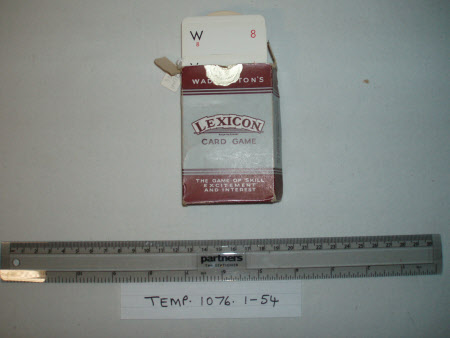 W 8
8
WADDINGTON'S
LEXICON
CARD GAME
THE GAME OF SKILL
EXCITEMENT
AND INTEREST
partners
TEMP. 1076. 1-54